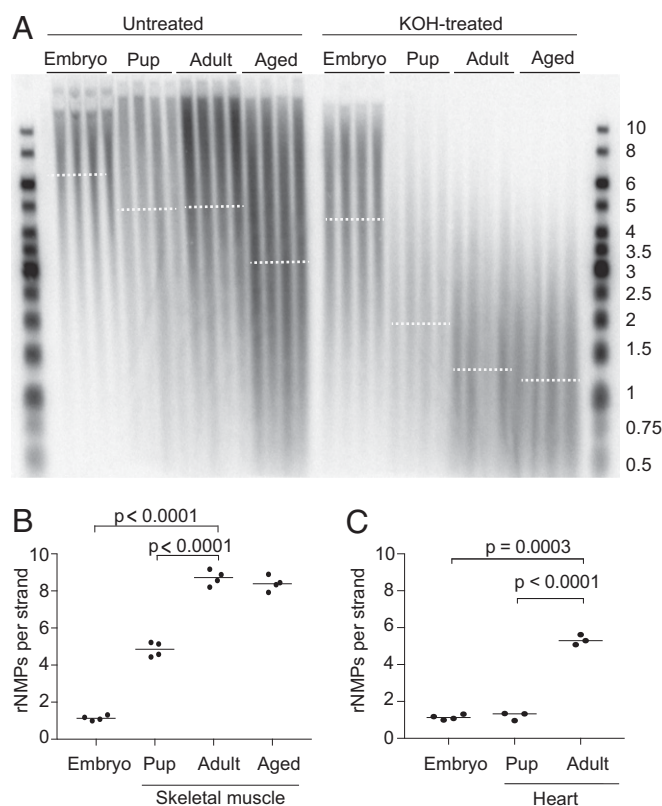 A
Untreated KOH-treated
Embryo Pup Adult Aged Embryo Pup Adult Aged
10
8
6
5
4
3.5
3
2.5
2
1.5
1
0.75
0.5
B
p < 0.0001
p < 0.0001
rNMPs per strand
10
8
6
4
2
0
Embryo Pup Adult Aged
Skeletal muscle
C
p = 0.0003
p < 0.0001
rNMPs per strand
10
8
6
4
2
0
Embryo Pup Adult
Heart